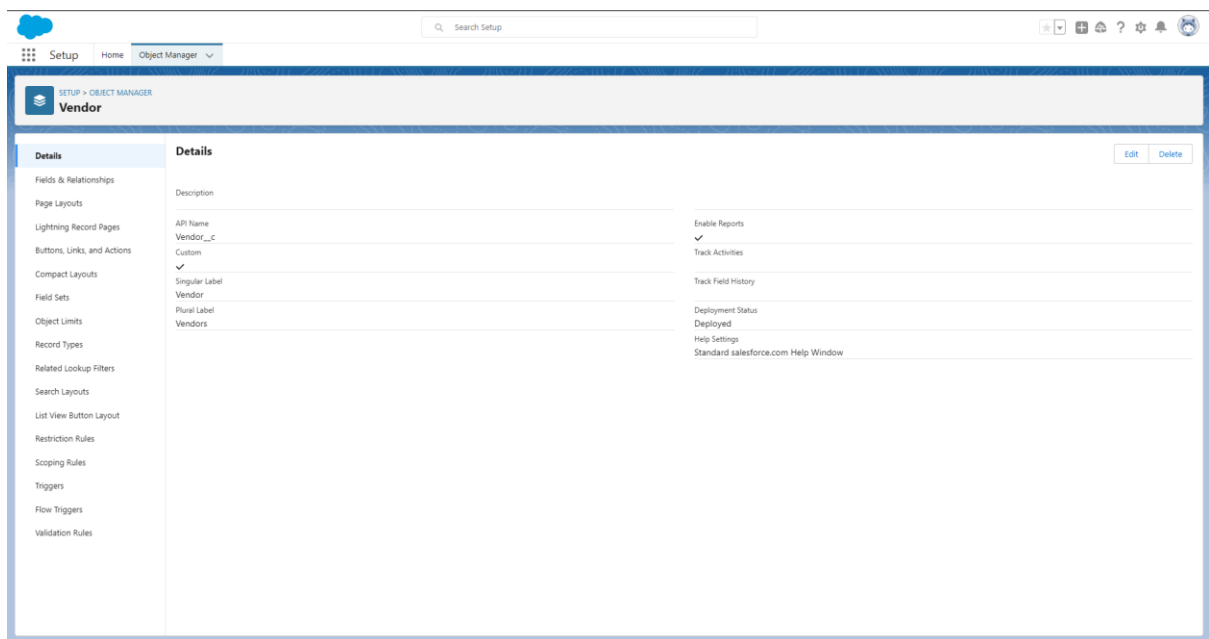 Search Setup
Setup
Home
Object Manager
SETUP > OBJECT MANAGER
Vendor
Details
Fields & Relationships
Page Layouts
Lightning Record Pages
Buttons, Links, and Actions
Compact Layouts
Field Sets
Object Limits
Record Types
Related Lookup Filters
Search Layouts
List View Button Layout
Restriction Rules
Scoping Rules
Triggers
Flow Triggers
Validation Rules
Details
Edit
Delete
Description
API Name
Vendor__c
Custom
Singular Label
Vendor
Plural Label
Vendors
Enable Reports
Track Activities
Track Field History
Deployment Status
Deployed
Help Settings
Standard salesforce.com Help Window